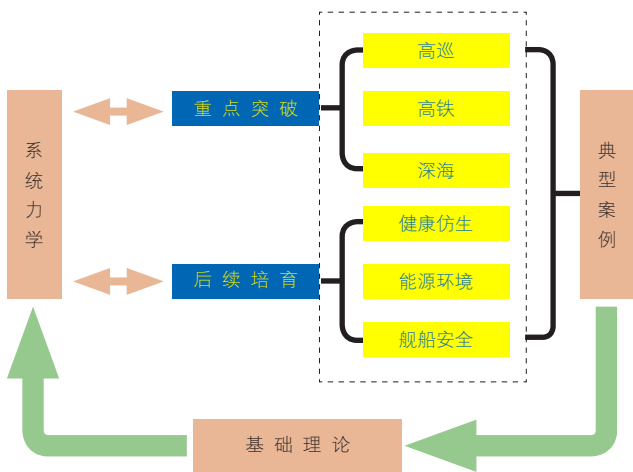 系统力学
重点突破
后续培育
高巡
高铁
深海
健康仿生
能源环境
舰船安全
典型案例
基础理论